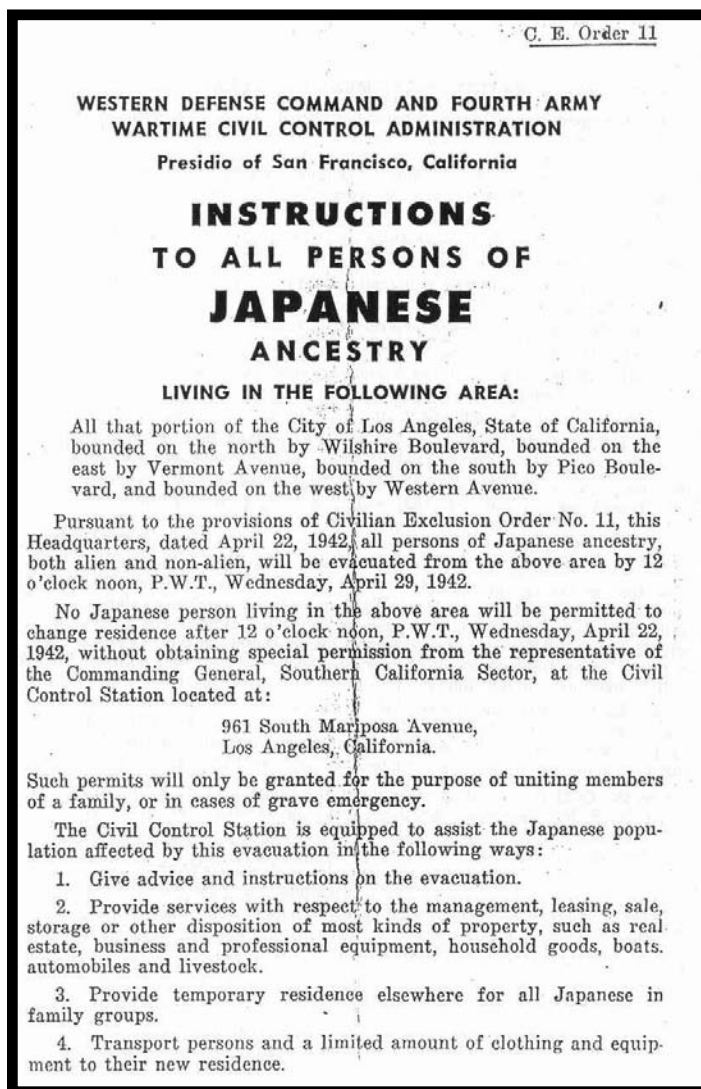 C. E. Order 11
WESTERN DEFENSE COMMAND AND FOURTH ARMY
WARTIME CIVIL CONTROL ADMINISTRATION
Presidio of San Francisco, California
INSTRUCTIONS
TO ALL PERSONS OF
JAPANESE
ANCESTRY
LIVING IN THE FOLLOWING AREA:
All that portion of the City of Los Angeles, State of California,
bounded on the north by Wilshire Boulevard, bounded on the
east by Vermont Avenue, bounded on the south by Pico Boule-
vard, and bounded on the west by Western Avenue.
Pursuant to the provisions of Civilian Exclusion Order No. 11, this
Headquarters, dated April 22, 1942, all persons of Japanese ancestry,
both alien and non-alien, will be evacuated from the above area by 12
o'clock noon, P.W.T., Wednesday, April 29, 1942.
No Japanese person living in the above area will be permitted to
change residence after 12 o'clock noon, P.W.T., Wednesday, April 22,
1942, without obtaining special permission from the representative of
the Commanding General, Southern California Sector, at the Civil
Control Station located at:
961 South Mariposa Avenue,
Los Angeles, California.
Such permits will only be granted for the purpose of uniting members
of a family, or in cases of grave emergency.
The Civil Control Station is equipped to assist the Japanese popu-
lation affected by this evacuation in the following ways:
1. Give advice and instructions on the evacuation.
2. Provide services with respect to the management, leasing, sale,
storage or other disposition of most kinds of property, such as real
estate, business and professional equipment, household goods, boats.
automobiles and livestock.
3. Provide temporary residence elsewhere for all Japanese in
family groups.
4. Transport persons and a limited amount of clothing and equip-
ment to their new residence.